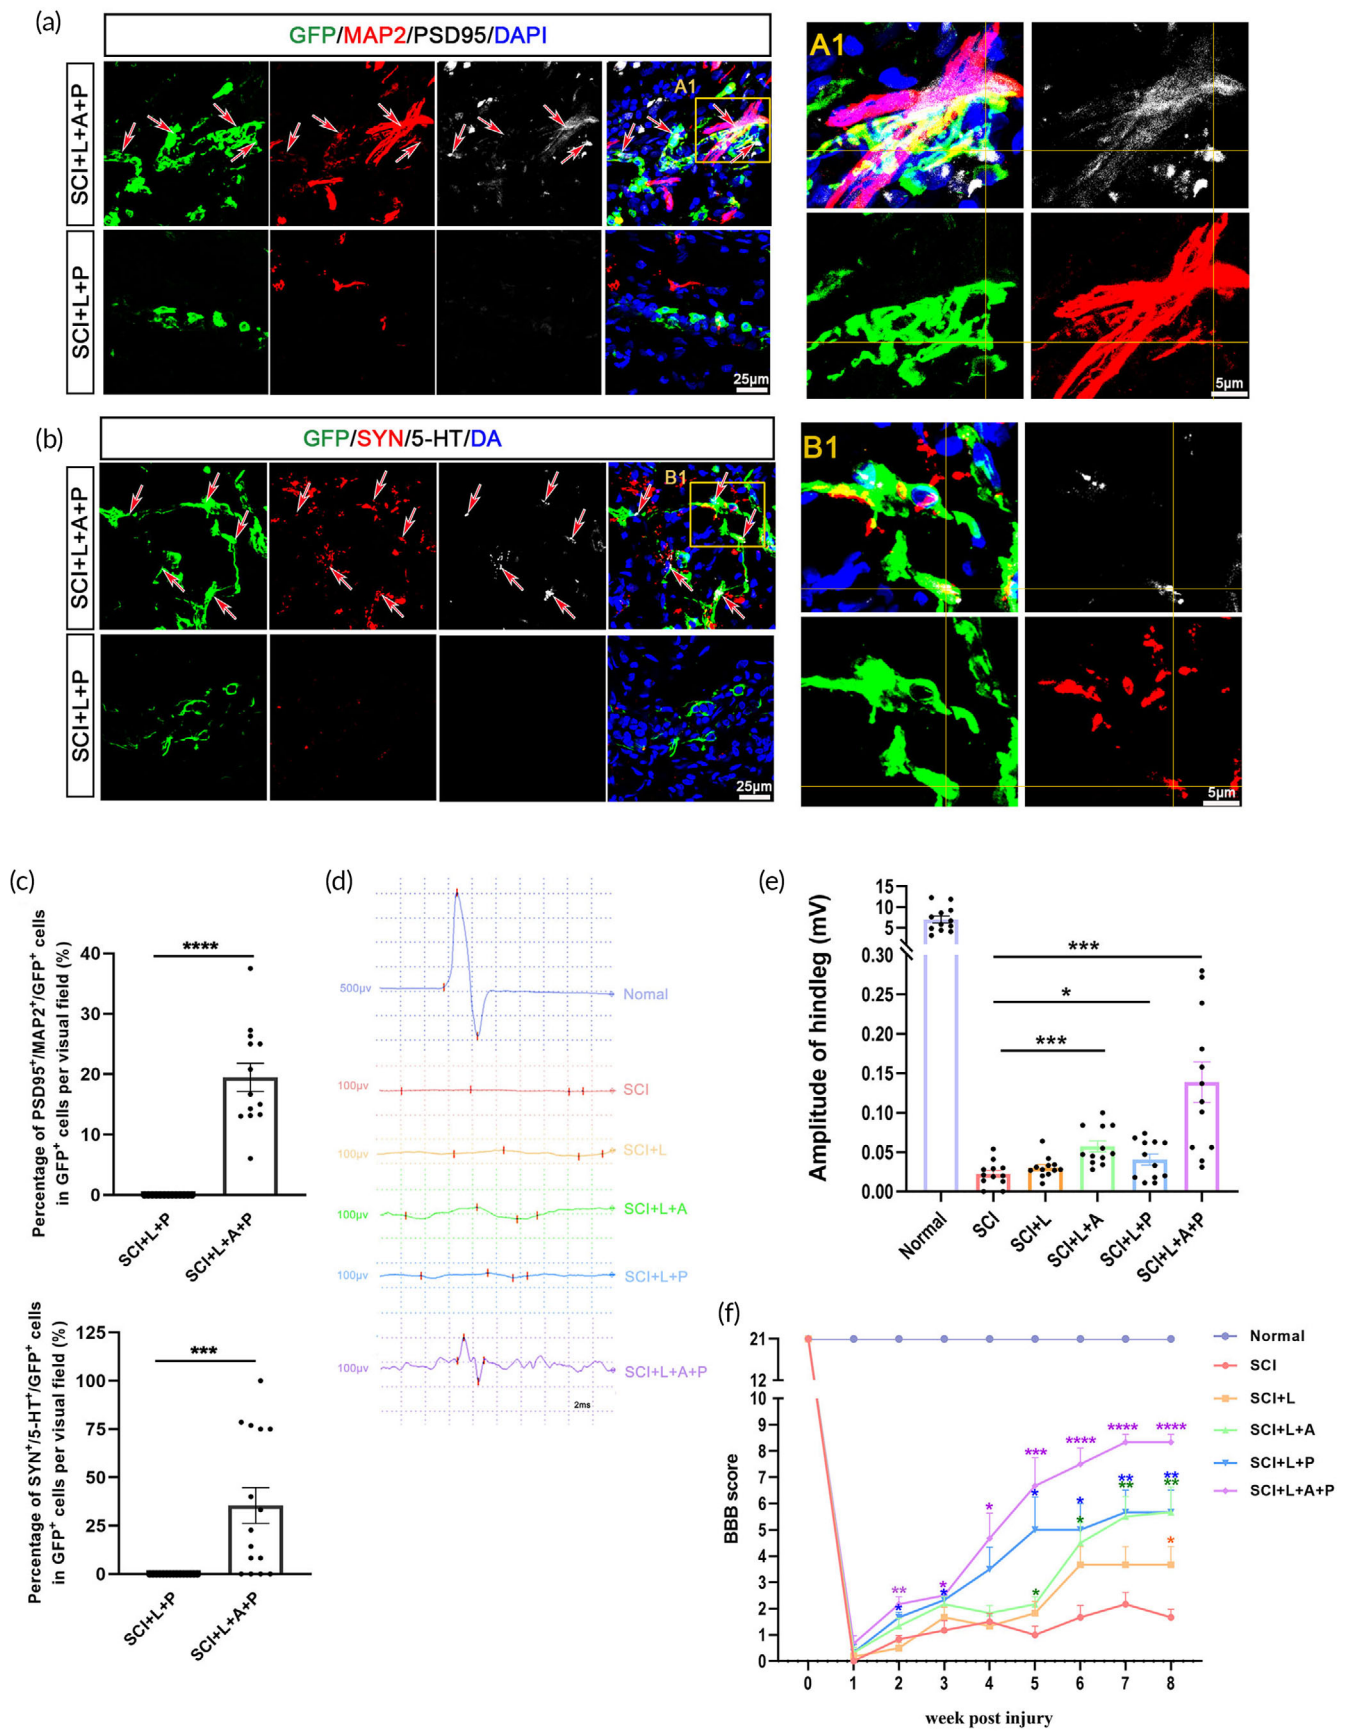 (a)
GFP/MAP2/PSD95/DAPI
SCI+L+A+P
A1
SCI+L+P
25μm
A1
5μm
(b)
GFP/SYN/5-HT/DA
SCI+L+A+P
B1
SCI+L+P
25μm
B1
5μm
(c)
Percentage of PSD95⁺/MAP2⁺/GFP⁺ cells
in GFP⁺ cells per visual field (%)
40
30
20
10
0
****
SCI+L+P
SCI+L+A+P
Percentage of SYN⁺/5-HT⁺/GFP⁺ cells
in GFP⁺ cells per visual field (%)
125
100
75
50
25
0
***
SCI+L+P
SCI+L+A+P
(d)
500μv
Nomal
100μv
SCI
100μv
SCI+L
100μv
SCI+L+A
100μv
SCI+L+P
100μv
SCI+L+A+P
2ms
(e)
Amplitude of hindleg (mV)
15
10
5
0.30
0.25
0.20
0.15
0.10
0.05
0.00
***
*
***
Normal
SCI
SCI+L
SCI+L+A
SCI+L+P
SCI+L+A+P
(f)
BBB score
21
12
10
9
8
7
6
5
4
3
2
1
0
**
*
*
*
*
***
*
*
****
*
*
****
**
**
****
**
**
*
0 1 2 3 4 5 6 7 8
week post injury
Normal
SCI
SCI+L
SCI+L+A
SCI+L+P
SCI+L+A+P